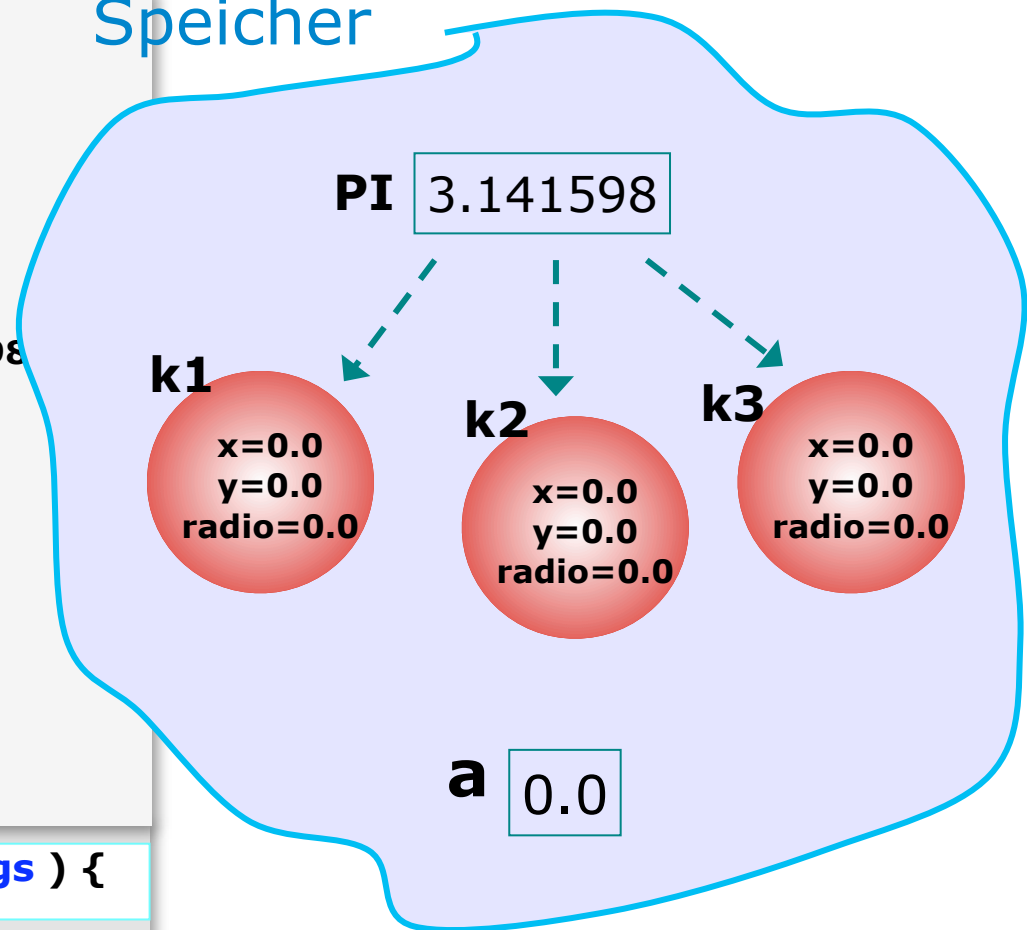 Speicher
PI 3.141598
k1
x=0.0
y=0.0
radio=0.0
k2
x=0.0
y=0.0
radio=0.0
k3
x=0.0
y=0.0
radio=0.0
a 0.0
gs ) {